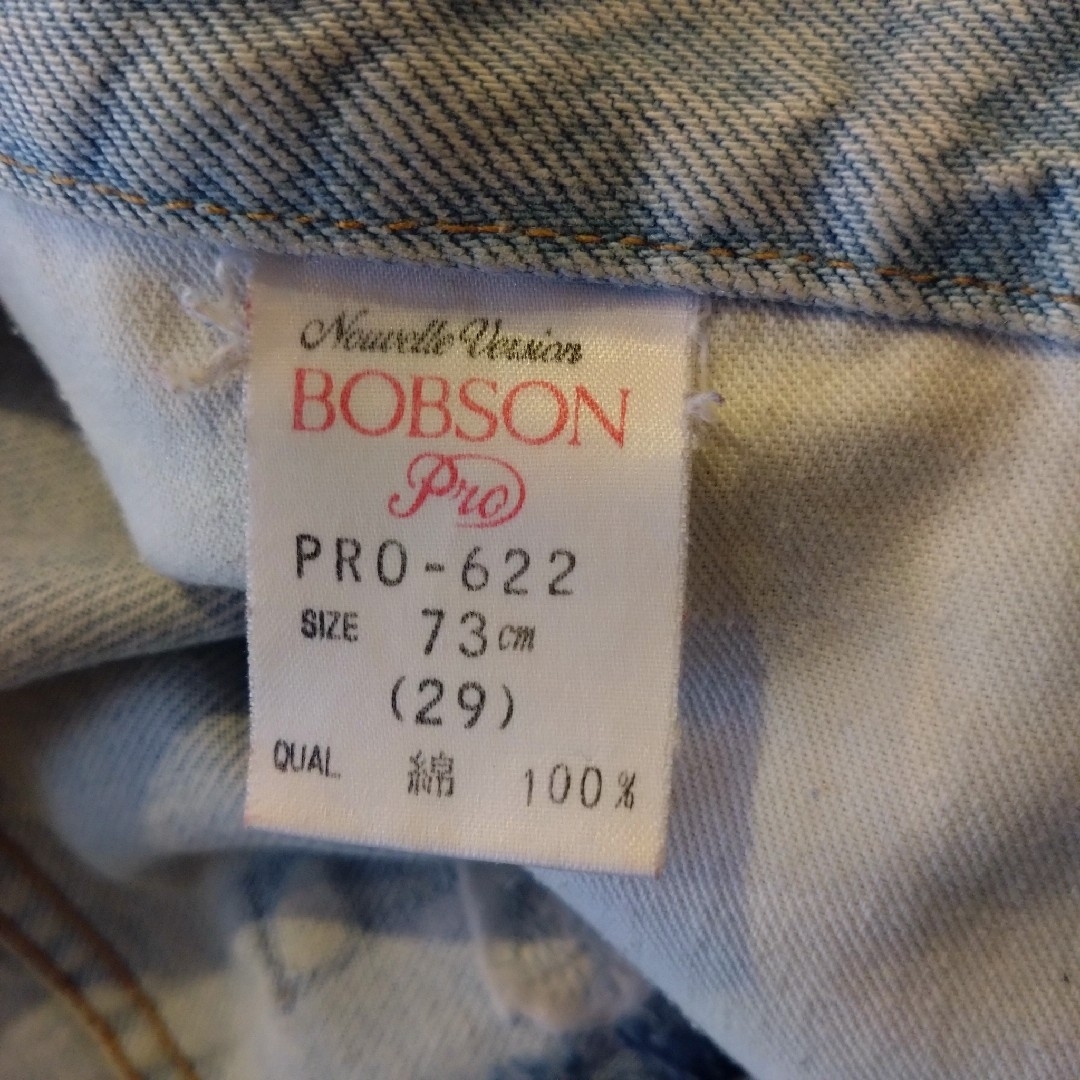 Nouvelle Version
BOBSON
Pro
PRO-622
SIZE 73cm
(29)
QUAL 綿 100%